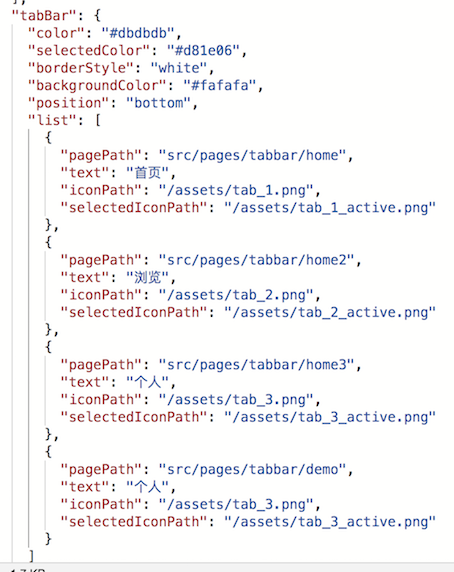 ],
"tabBar": {
"color": "#dbdbdb",
"selectedColor": "#d81e06",
"borderStyle": "white",
"backgroundColor": "#fafafa",
"position": "bottom",
"list": [
{
"pagePath": "src/pages/tabbar/home",
"text": "首页",
"iconPath": "/assets/tab_1.png",
"selectedIconPath": "/assets/tab_1_active.png"
},
{
"pagePath": "src/pages/tabbar/home2",
"text": "浏览",
"iconPath": "/assets/tab_2.png",
"selectedIconPath": "/assets/tab_2_active.png"
},
{
"pagePath": "src/pages/tabbar/home3",
"text": "个人",
"iconPath": "/assets/tab_3.png",
"selectedIconPath": "/assets/tab_3_active.png"
},
{
"pagePath": "src/pages/tabbar/demo",
"text": "个人",
"iconPath": "/assets/tab_3.png",
"selectedIconPath": "/assets/tab_3_active.png"
}
]